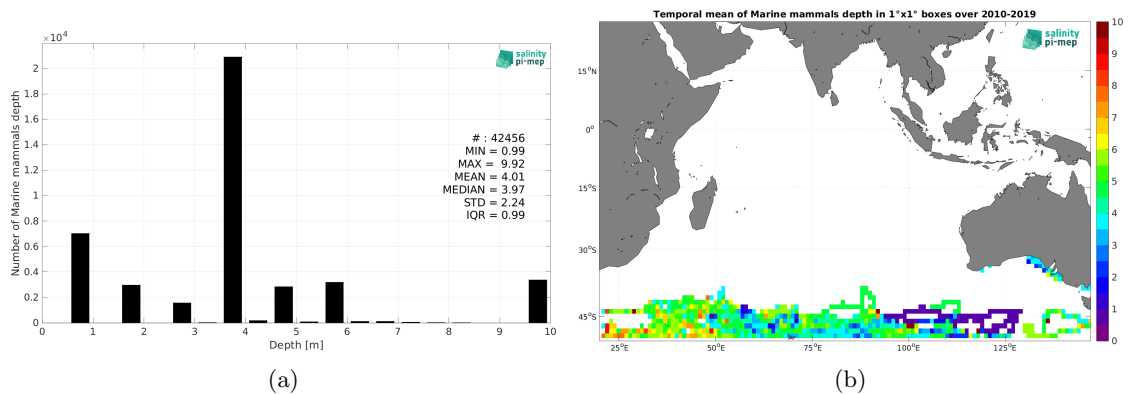 ×10⁴
2
1.8
1.6
1.4
1.2
1
0.8
0.6
0.4
0.2
0
Number of Marine mammals depth
salinity
pi-mep
# : 42456
MIN = 0.99
MAX = 9.92
MEAN = 4.01
MEDIAN = 3.97
STD = 2.24
IQR = 0.99
0 1 2 3 4 5 6 7 8 9 10
Depth [m]
(a)
Temporal mean of Marine mammals depth in 1°x1° boxes over 2010-2019
salinity
pi-mep
15°N
0°
15°S
30°S
45°S
25°E 50°E 75°E 100°E 125°E
10
9
8
7
6
5
4
3
2
1
0
(b)